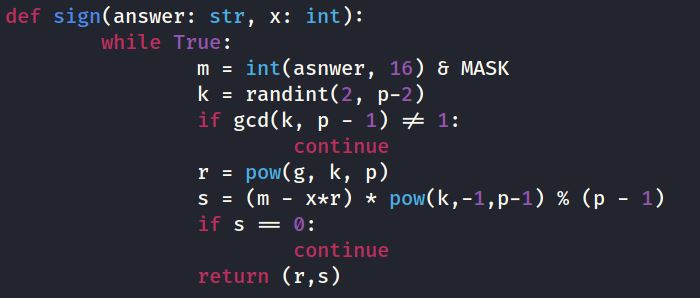 def sign(answer: str, x: int):
while True:
m = int(asnwer, 16) & MASK
k = randint(2, p-2)
if gcd(k, p - 1) ≠ 1:
continue
r = pow(g, k, p)
s = (m - x*r) * pow(k,-1,p-1) % (p - 1)
if s == 0:
continue
return (r,s)